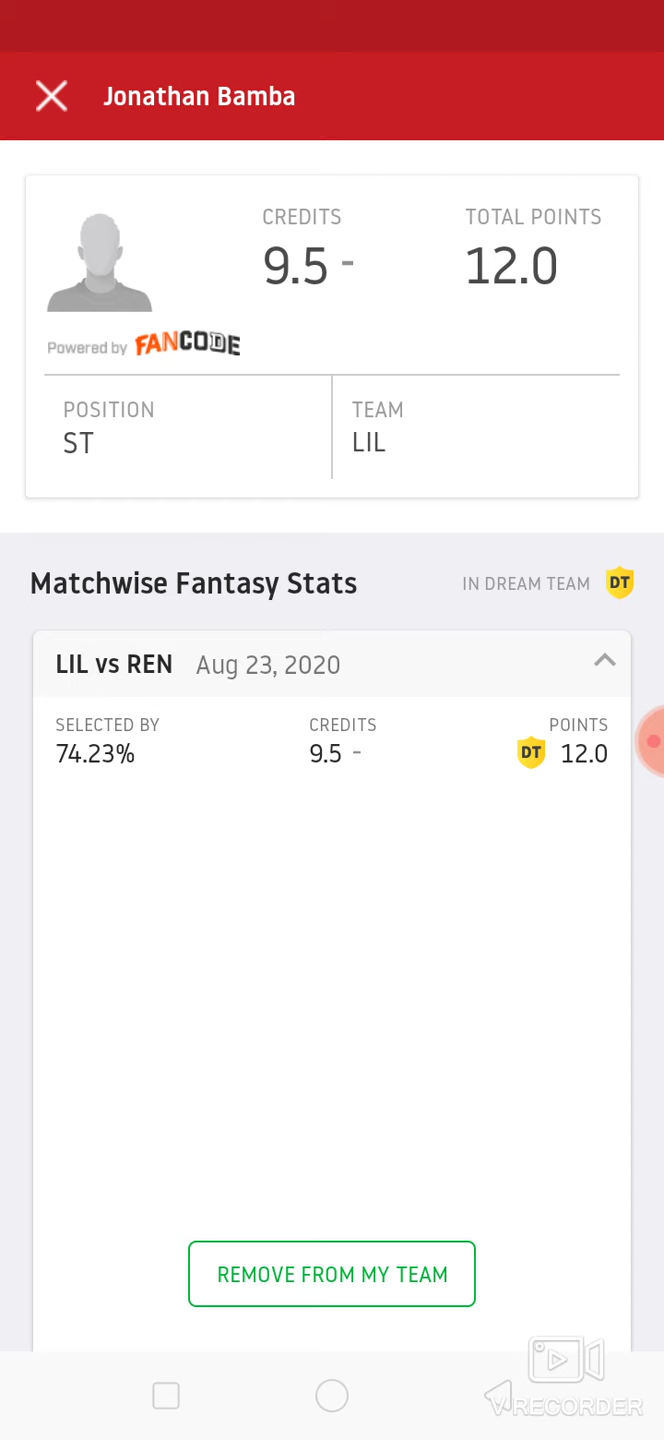 Jonathan Bamba
CREDITS
TOTAL POINTS
9.5 -
12.0
Powered by FANCODE
POSITION
TEAM
ST
LIL
Matchwise Fantasy Stats
IN DREAM TEAM DT
LIL vs REN Aug 23, 2020
SELECTED BY
CREDITS
POINTS
74.23%
9.5 -
DT 12.0
REMOVE FROM MY TEAM
VRECORDER